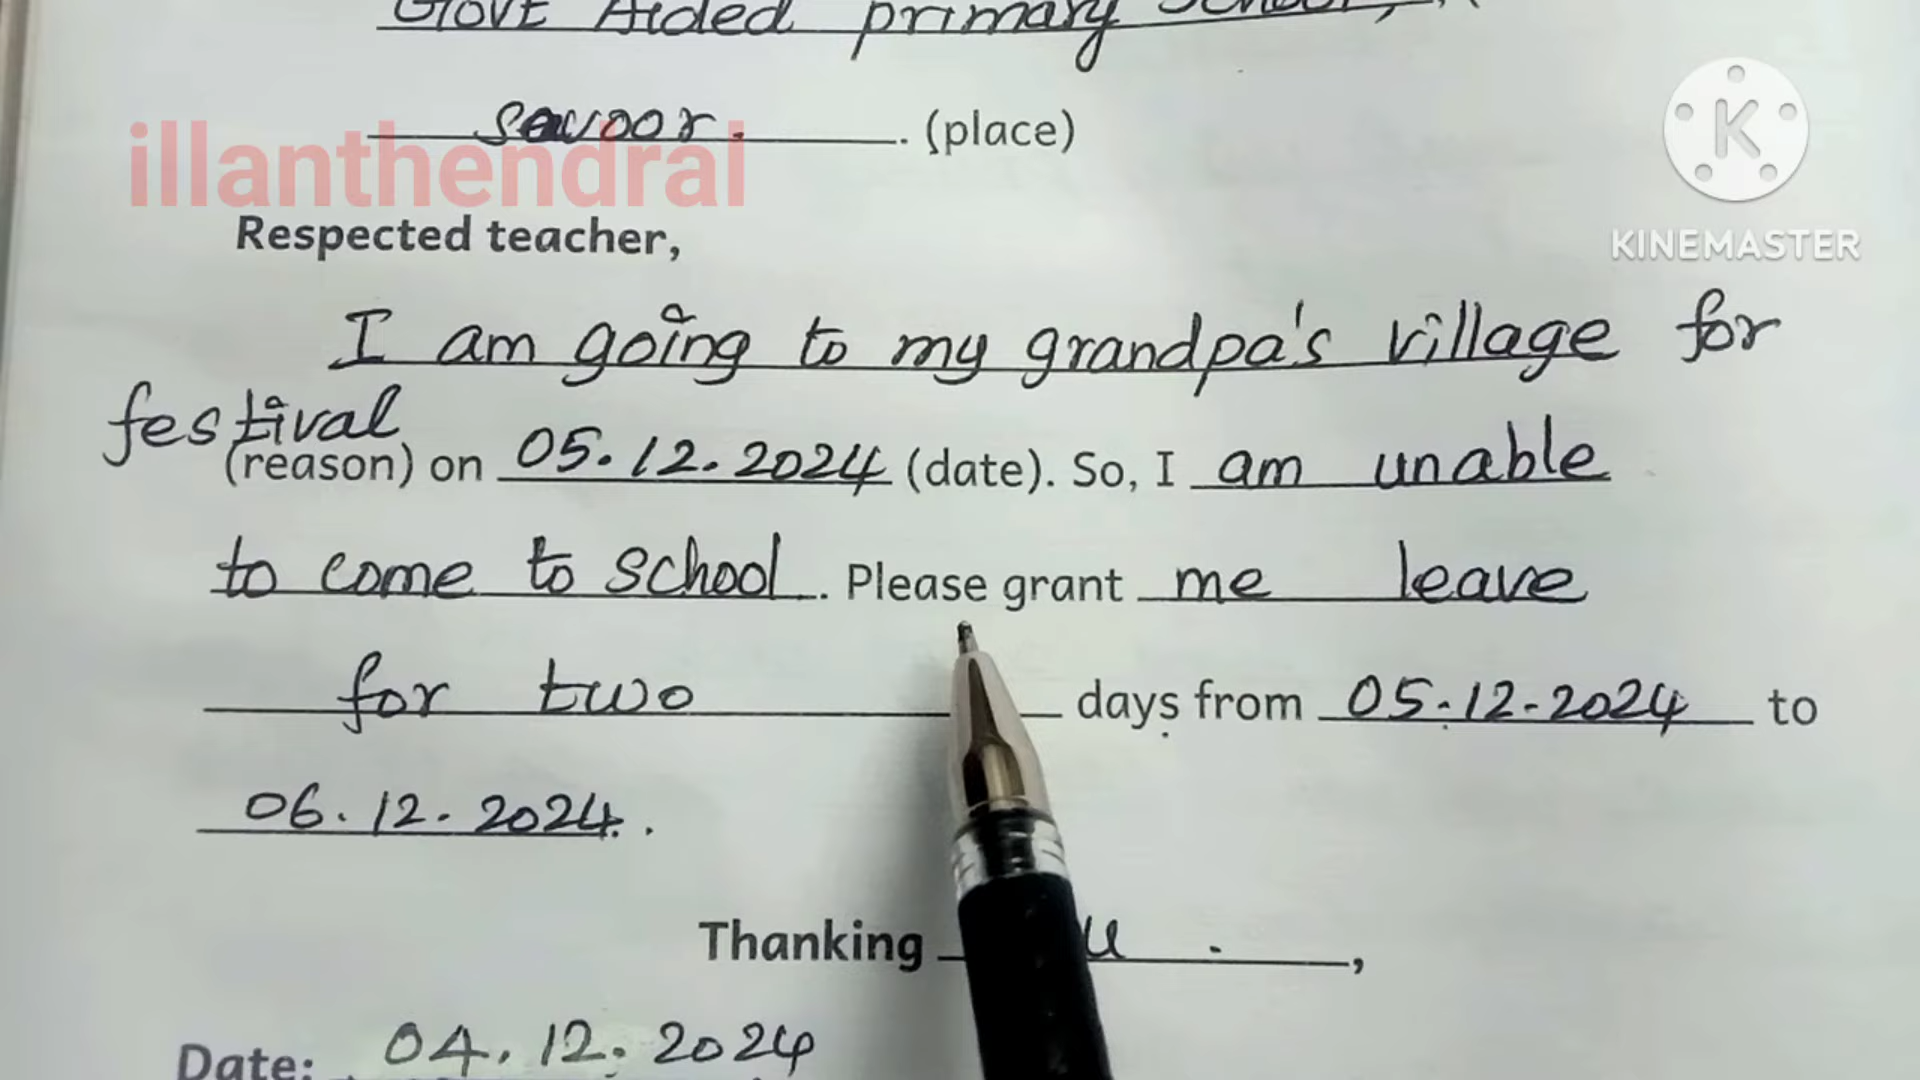 Govt Aided primary School,
savoor. . (place)
illanthendral
KINEMASTER
Respected teacher,
I am going to my grandpa's village for
festival
(reason) on 05.12.2024 (date). So, I am unable
to come to school. Please grant me leave
for two days from 05.12.2024 to
06.12.2024.
Thanking u.,
Date: 04.12.2024